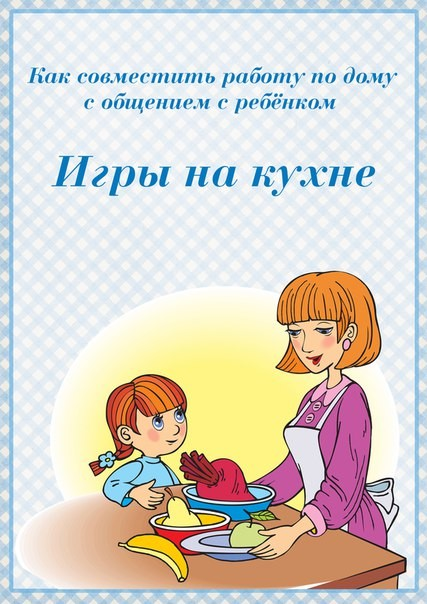 Как совместить работу по дому
с общением с ребёнком
Игры на кухне